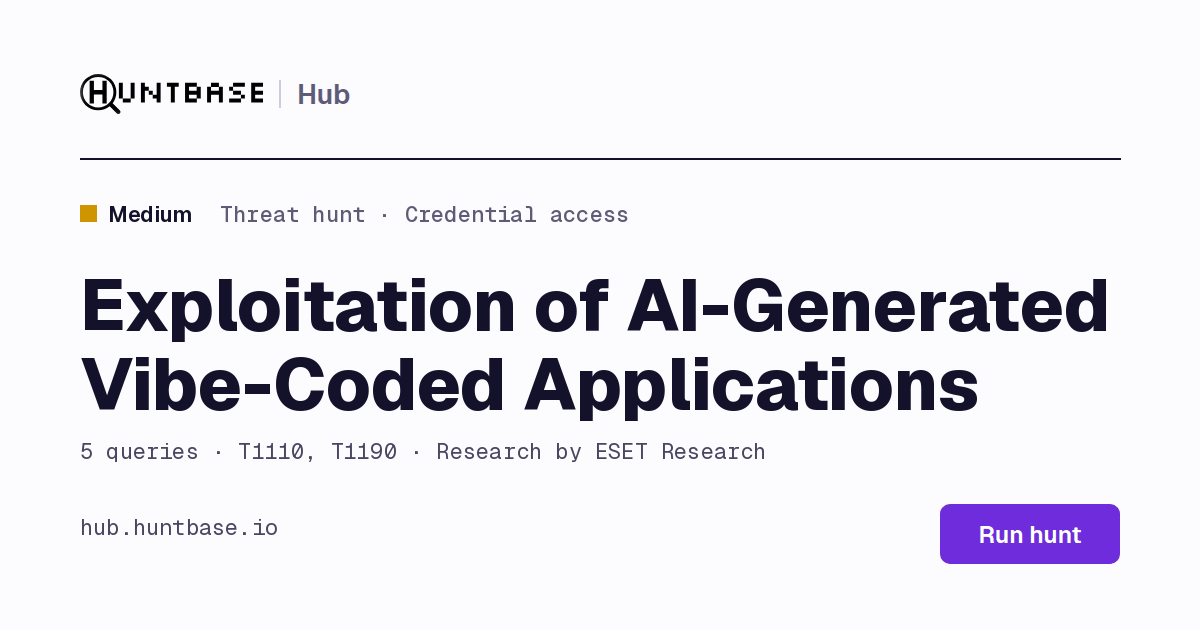 HUNTBASE | Hub
Medium Threat hunt · Credential access
Exploitation of AI-Generated
Vibe-Coded Applications
5 queries · T1110, T1190 · Research by ESET Research
hub.huntbase.io
Run hunt